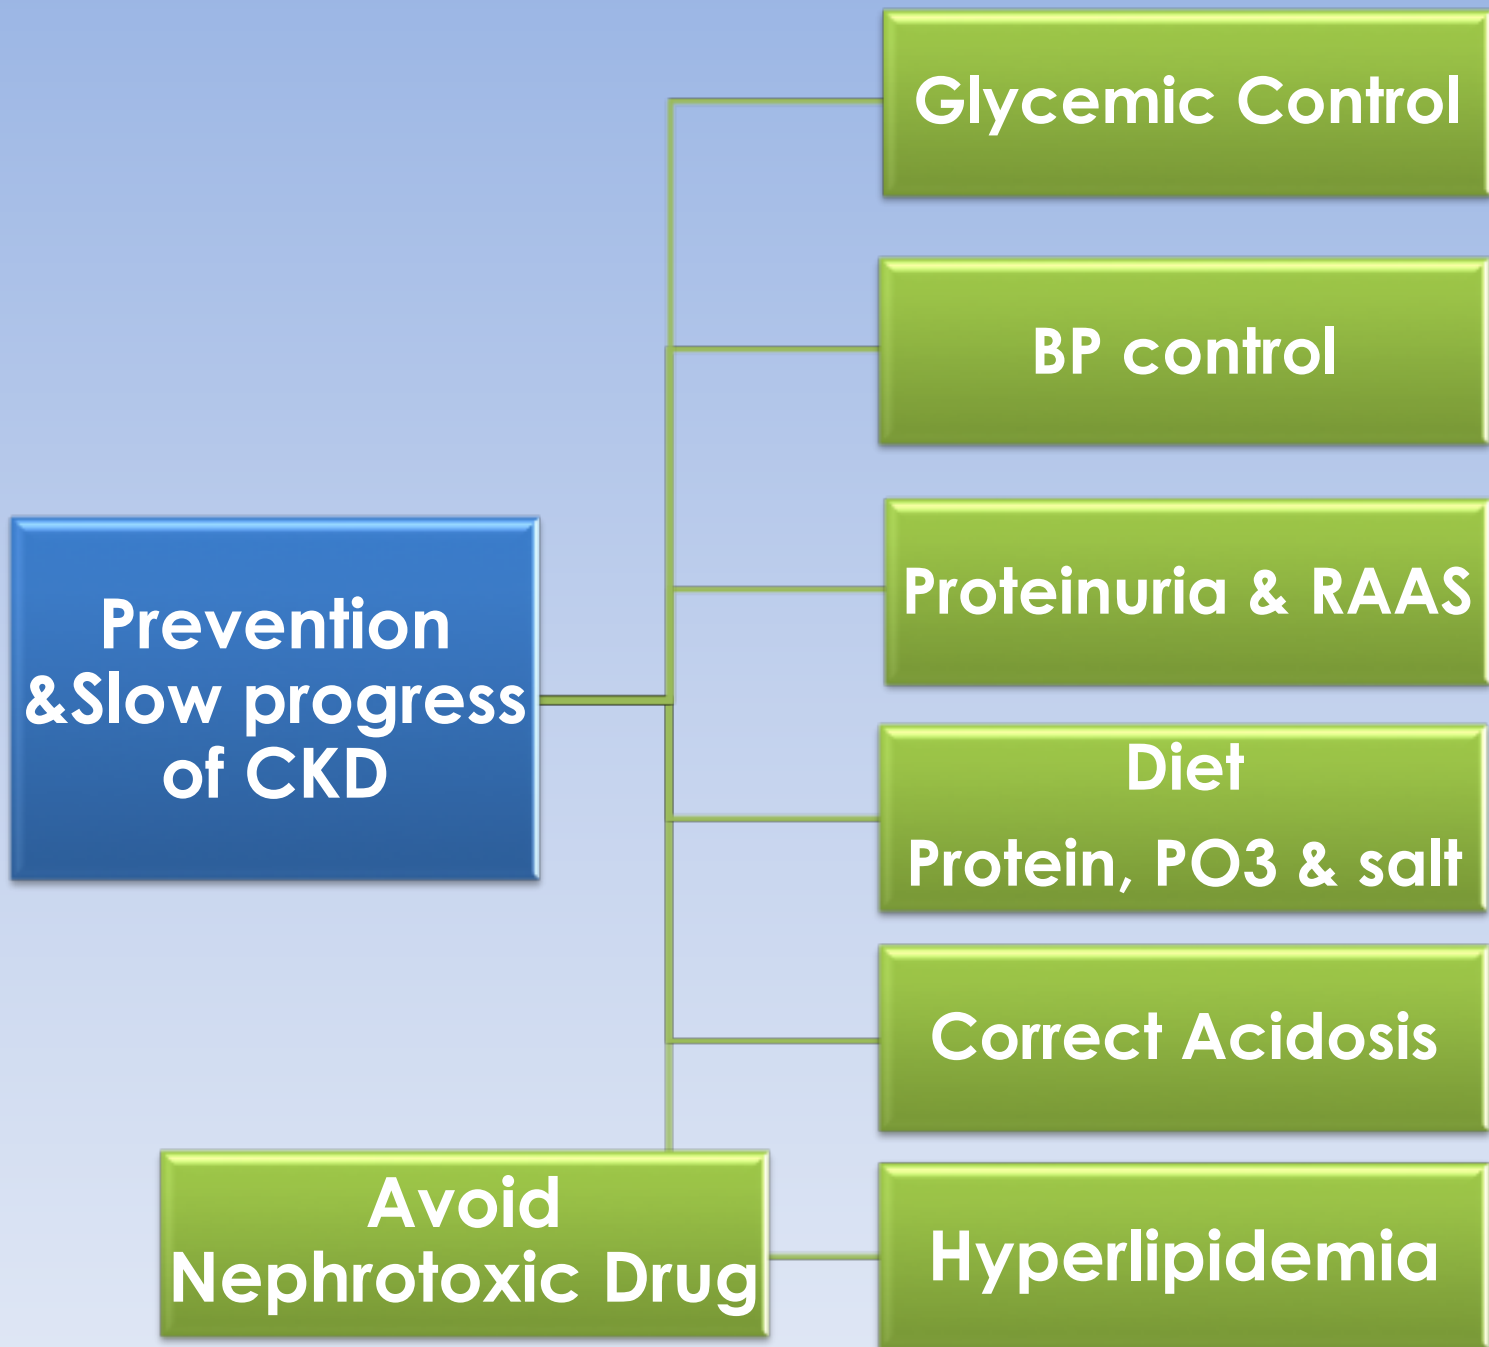 Glycemic Control
BP control
Proteinuria & RAAS
Prevention
&Slow progress
of CKD
Diet
Protein, PO3 & salt
Correct Acidosis
Avoid
Nephrotoxic Drug
Hyperlipidemia